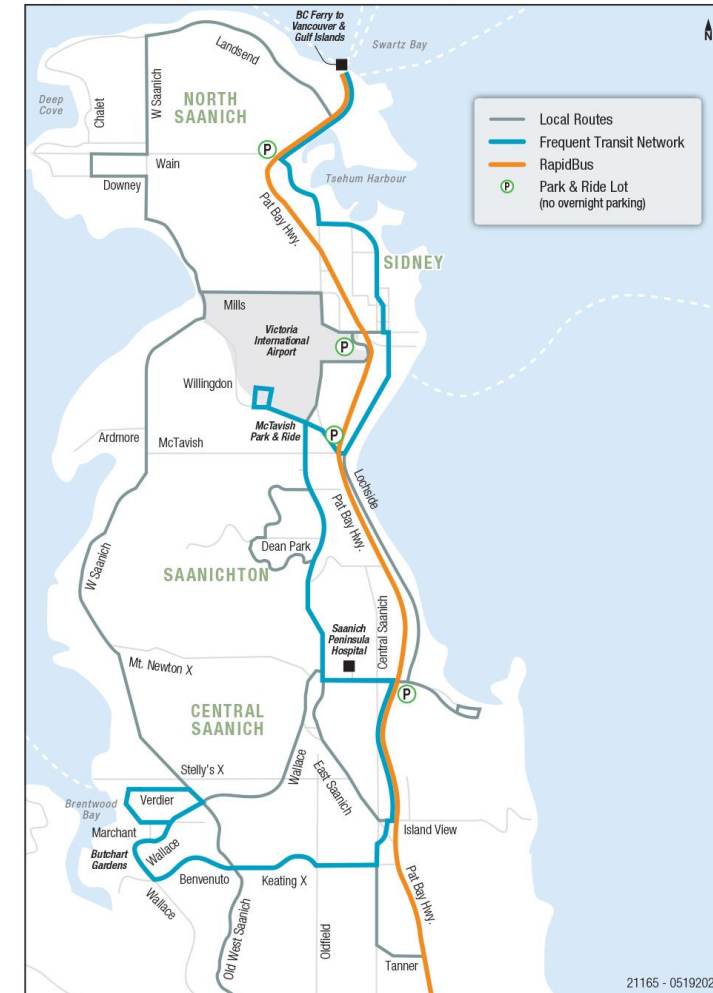 BC Ferry to
Vancouver &
Gulf Islands
Swartz Bay
N
Landsend
Deep
Cove
Chalet
W Saanich
NORTH
SAANICH
P
Wain
Downey
Tsehum Harbour
Pat Bay Hwy.
Local Routes
Frequent Transit Network
RapidBus
P
Park & Ride Lot
(no overnight parking)
SIDNEY
Mills
Victoria
International
Airport
P
Willingdon
McTavish
Park & Ride
P
Ardmore
McTavish
Lochside
Pat Bay Hwy.
Dean Park
W Saanich
SAANICHTON
Saanich
Peninsula
Hospital
Central Saanich
Mt. Newton X
P
CENTRAL
SAANICH
Stelly's X
Wallace
East Saanich
Brentwood
Bay
Verdier
Marchant
Island View
Butchart
Gardens
Wallace
Benvenuto
Keating X
Wallace
Pat Bay Hwy.
Old West Saanich
Oldfield
Tanner
21165 - 0519202